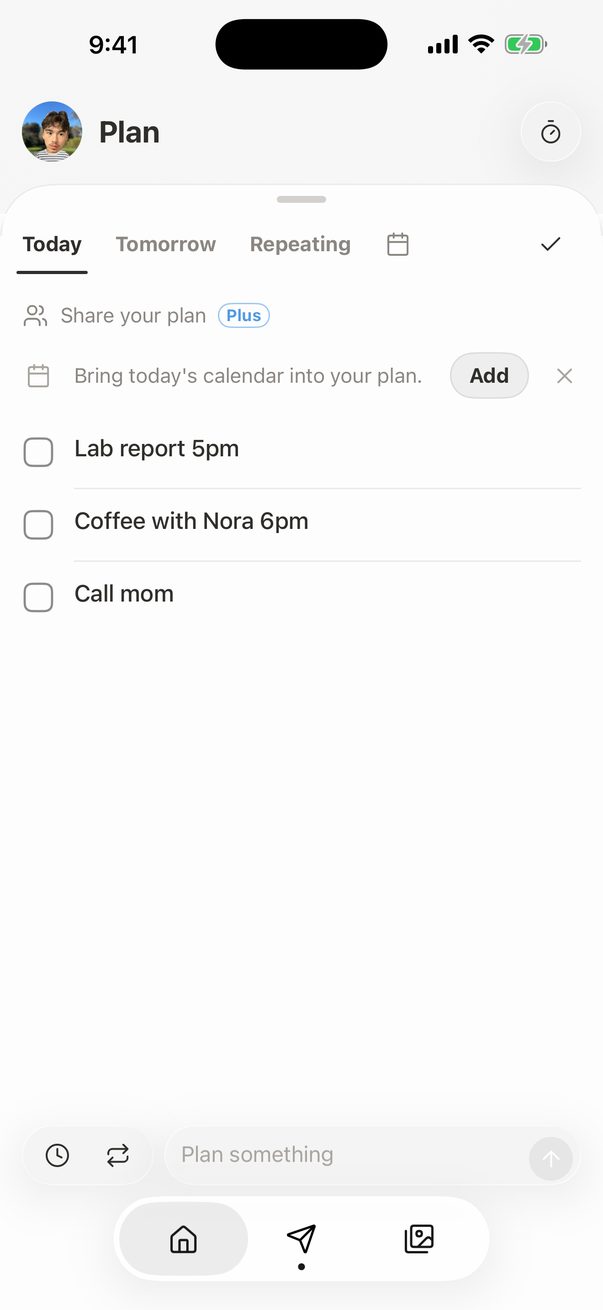 9:41
Plan
Today Tomorrow Repeating
Share your plan Plus
Bring today's calendar into your plan. Add
Lab report 5pm
Coffee with Nora 6pm
Call mom
Plan something